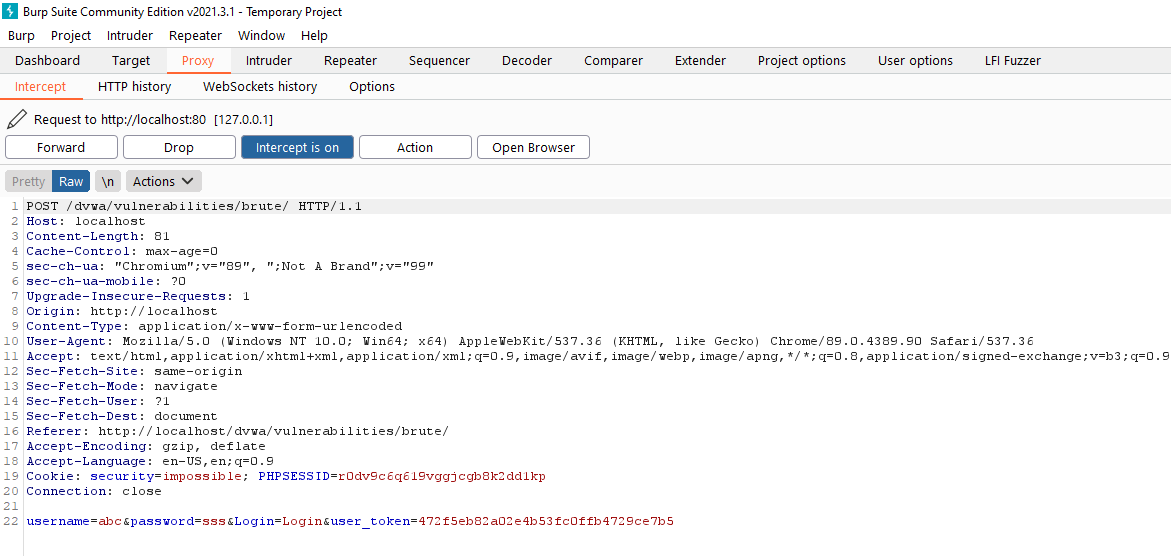 Burp Suite Community Edition v2021.3.1 - Temporary Project
Burp Project Intruder Repeater Window Help
Dashboard Target Proxy Intruder Repeater Sequencer Decoder Comparer Extender Project options User options LFI Fuzzer
Intercept HTTP history WebSockets history Options
Request to http://localhost:80 [127.0.0.1]
Forward Drop Intercept is on Action Open Browser
Pretty Raw \n Actions
1 POST /dvwa/vulnerabilities/brute/ HTTP/1.1
2 Host: localhost
3 Content-Length: 81
4 Cache-Control: max-age=0
5 sec-ch-ua: "Chromium";v="89", ";Not A Brand";v="99"
6 sec-ch-ua-mobile: ?0
7 Upgrade-Insecure-Requests: 1
8 Origin: http://localhost
9 Content-Type: application/x-www-form-urlencoded
10 User-Agent: Mozilla/5.0 (Windows NT 10.0; Win64; x64) AppleWebKit/537.36 (KHTML, like Gecko) Chrome/89.0.4389.90 Safari/537.36
11 Accept: text/html,application/xhtml+xml,application/xml;q=0.9,image/avif,image/webp,image/apng,*/*;q=0.8,application/signed-exchange;v=b3;q=0.9
12 Sec-Fetch-Site: same-origin
13 Sec-Fetch-Mode: navigate
14 Sec-Fetch-User: ?1
15 Sec-Fetch-Dest: document
16 Referer: http://localhost/dvwa/vulnerabilities/brute/
17 Accept-Encoding: gzip, deflate
18 Accept-Language: en-US,en;q=0.9
19 Cookie: security=impossible; PHPSESSID=r0dv9c6q619vggjcgb8k2dd1kp
20 Connection: close
21
22 username=abc&password=sss&Login=Login&user_token=472f5eb82a02e4b53fc0ffb4729ce7b5